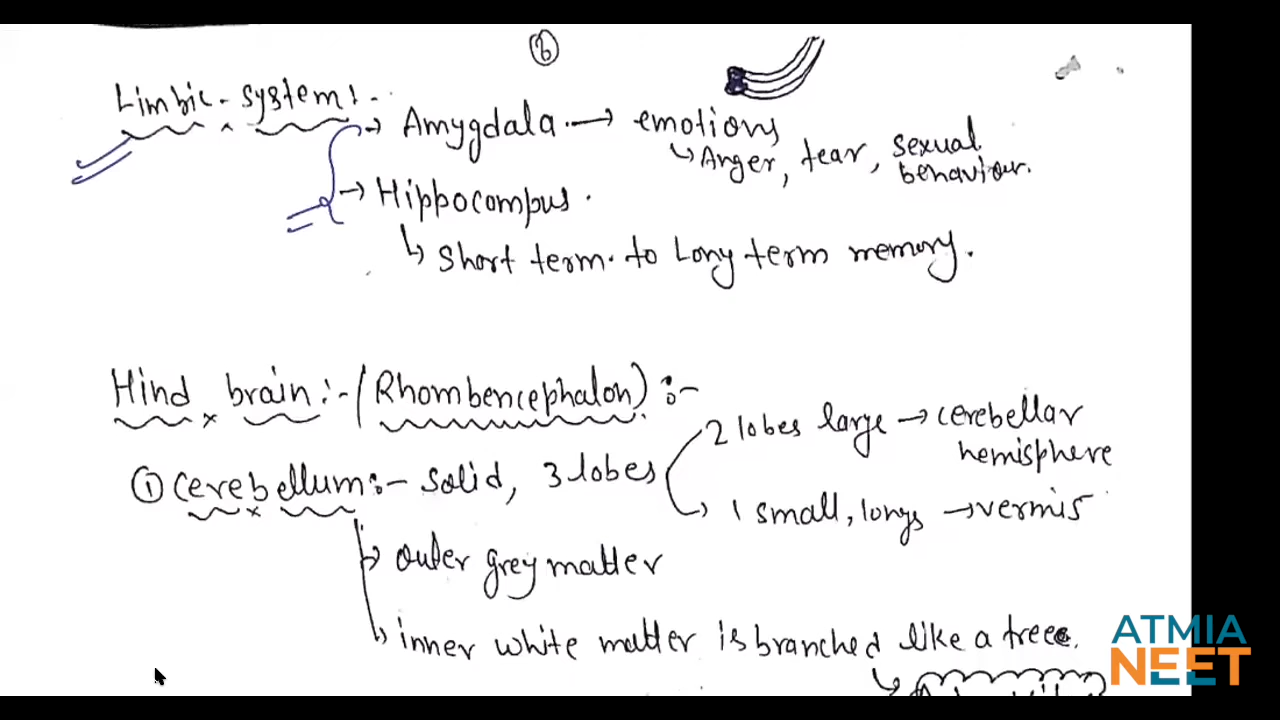 6
Limbic - system :-
→ Amygdala → emotions
↳ Anger, fear, sexual behaviour.
→ Hippocompus.
↳ Short term to Long term memory.
Hind brain :- (Rhombencephalon) :-
① Cerebellum :- solid, 3 lobes
2 lobes large → cerebellar hemisphere
1 small, longs → vermis
→ outer grey matter
↳ inner white matter is branched like a tree.
ATMIA
NEET